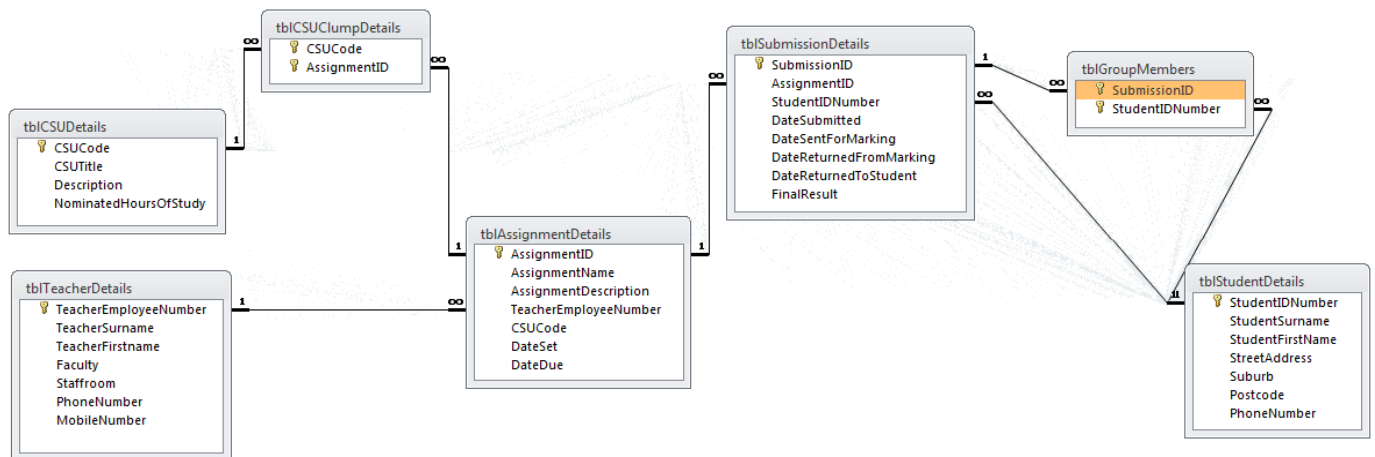 tblCSUClumpDetails
CSUCode
AssignmentID
tblCSUDetails
CSUCode
CSUTitle
Description
NominatedHoursOfStudy
tblTeacherDetails
TeacherEmployeeNumber
TeacherSurname
TeacherFirstname
Faculty
Staffroom
PhoneNumber
MobileNumber
tblAssignmentDetails
AssignmentID
AssignmentName
AssignmentDescription
TeacherEmployeeNumber
CSUCode
DateSet
DateDue
tblSubmissionDetails
SubmissionID
AssignmentID
StudentIDNumber
DateSubmitted
DateSentForMarking
DateReturnedFromMarking
DateReturnedToStudent
FinalResult
tblGroupMembers
SubmissionID
StudentIDNumber
tblStudentDetails
StudentIDNumber
StudentSurname
StudentFirstName
StreetAddress
Suburb
Postcode
PhoneNumber
1
∞
∞
1
1
∞
1
∞
1
∞
∞
∞
1